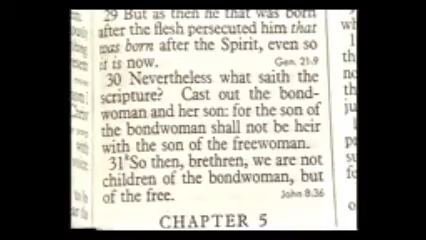 29 But as then he that was born
after the flesh persecuted him that
was born after the Spirit, even so
it is now. Gen. 21:9
30 Nevertheless what saith the
scripture? Cast out the bond-
woman and her son: for the son of
the bondwoman shall not be heir
with the son of the freewoman.
31 So then, brethren, we are not
children of the bondwoman, but
of the free. John 8:36
CHAPTER 5